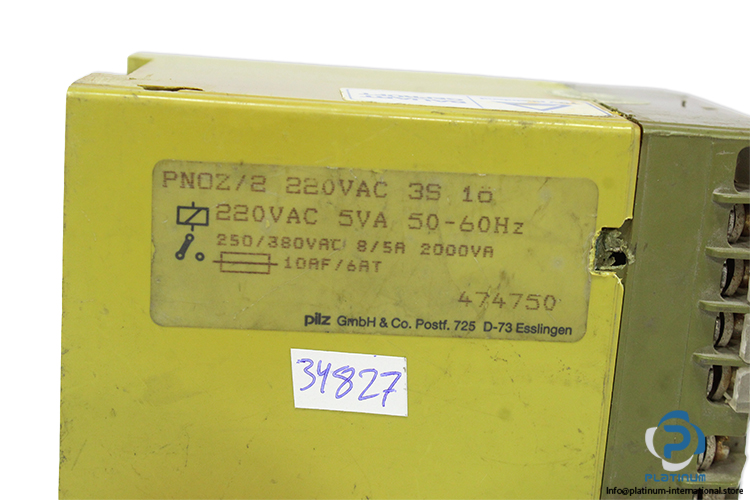 PNOZ/2 220VAC 3S 1ö
220VAC 5VA 50-60Hz
250/380VAC 8/5A 2000VA
10AF/6AT
474750
pilz GmbH & Co. Postf. 725 D-73 Esslingen
34827
PLATINUM
Info@platinum-international.store